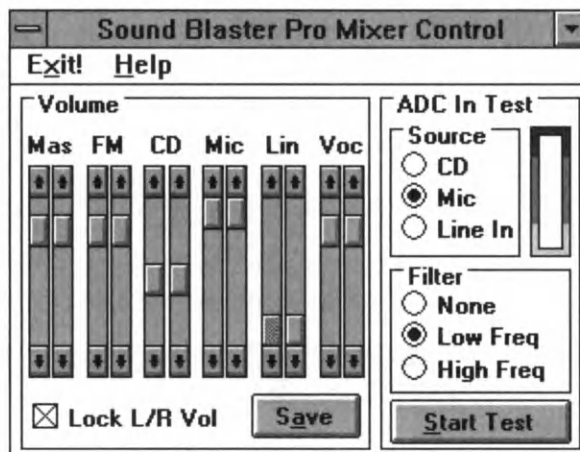 Sound Blaster Pro Mixer Control
Exit! Help
Volume
Mas FM CD Mic Lin Voc
Lock L/R Vol
Save
ADC In Test
Source
CD
Mic
Line In
Filter
None
Low Freq
High Freq
Start Test